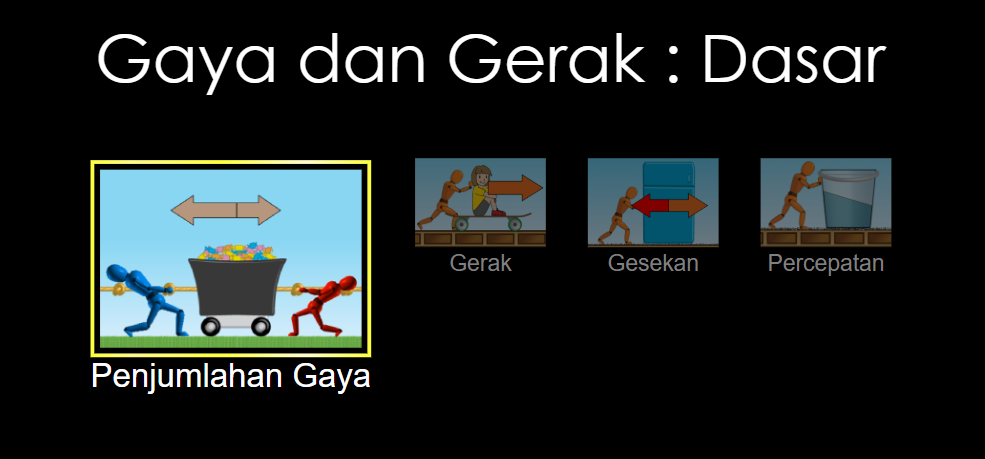 Gaya dan Gerak : Dasar
Penjumlahan Gaya
Gerak
Gesekan
Percepatan